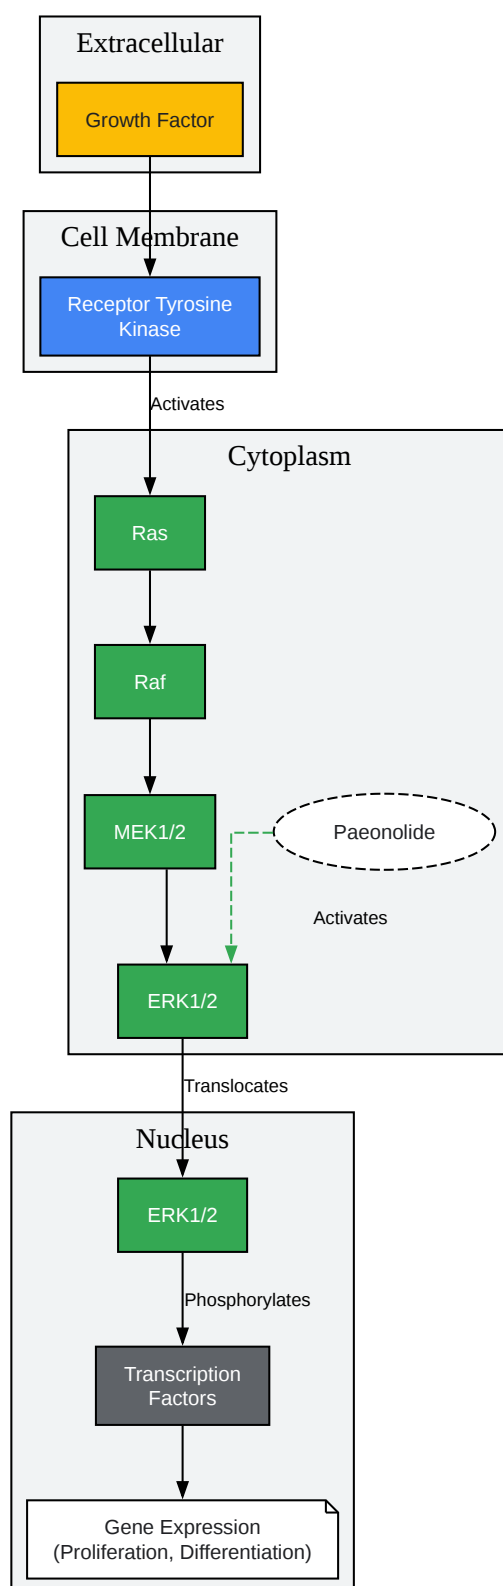 Extracellular
Growth Factor
Cell Membrane
Receptor Tyrosine
Kinase
Activates
Cytoplasm
Ras
Raf
MEK1/2
Paeonolide
Activates
ERK1/2
Translocates
Nucleus
ERK1/2
Phosphorylates
Transcription
Factors
Gene Expression
(Proliferation, Differentiation)